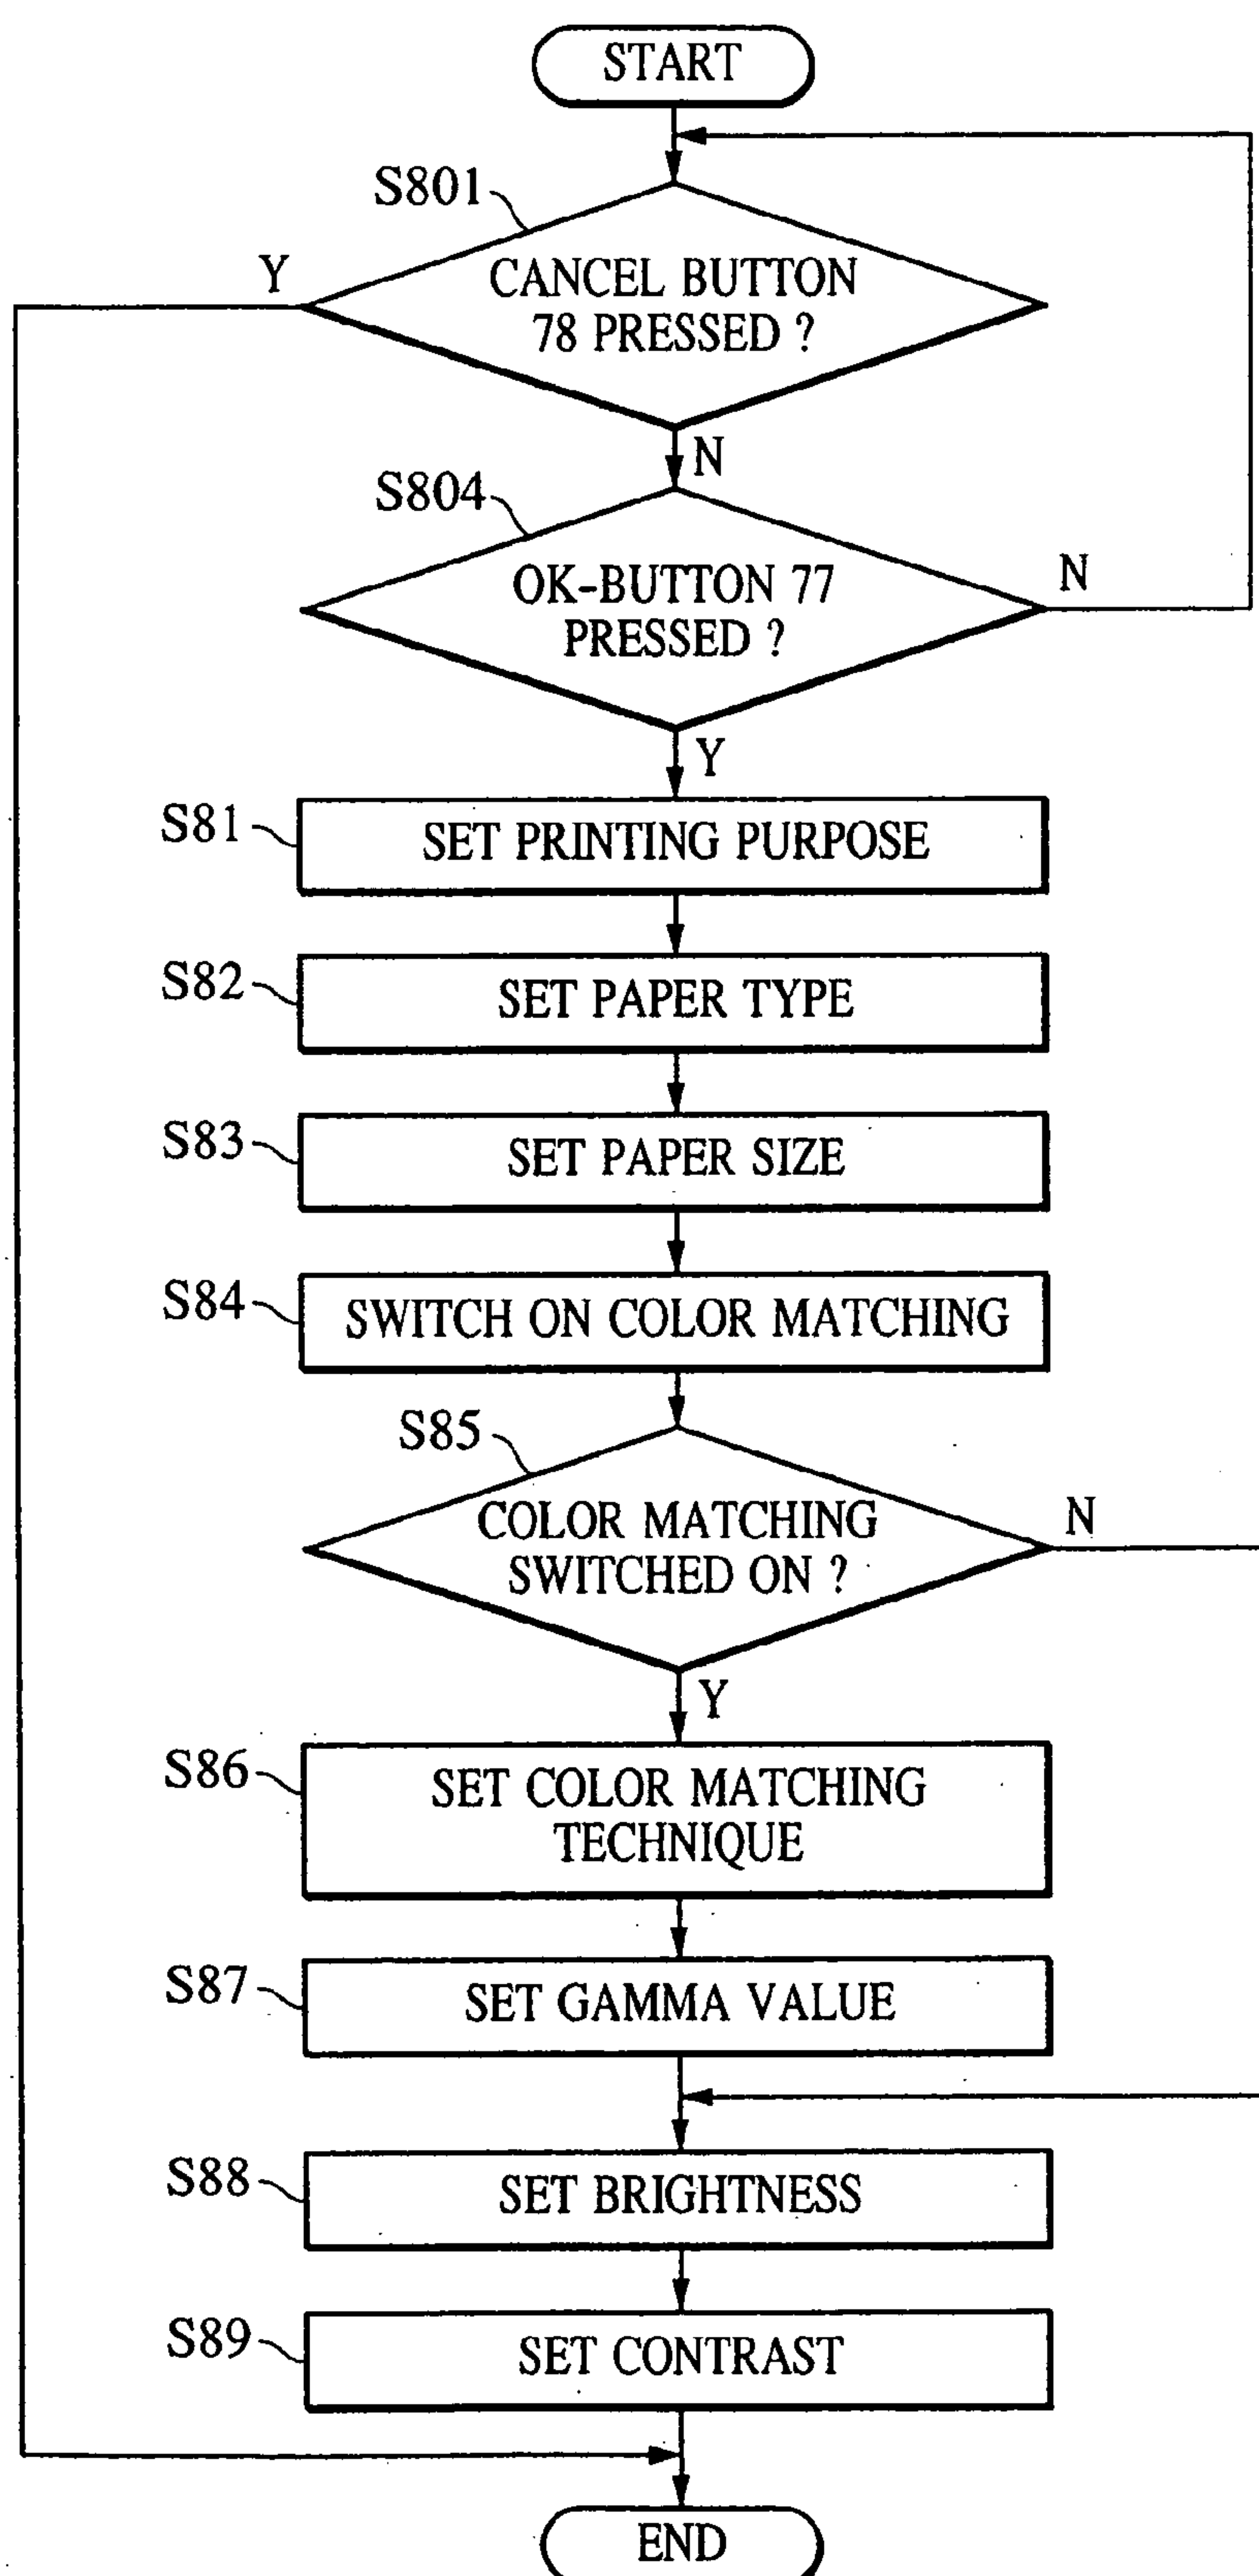 START
S801
Y
CANCEL BUTTON
78 PRESSED ?
N
S804
OK-BUTTON 77
PRESSED ?
N
Y
S81
SET PRINTING PURPOSE
S82
SET PAPER TYPE
S83
SET PAPER SIZE
S84
SWITCH ON COLOR MATCHING
S85
COLOR MATCHING
SWITCHED ON ?
N
Y
S86
SET COLOR MATCHING
TECHNIQUE
S87
SET GAMMA VALUE
S88
SET BRIGHTNESS
S89
SET CONTRAST
END